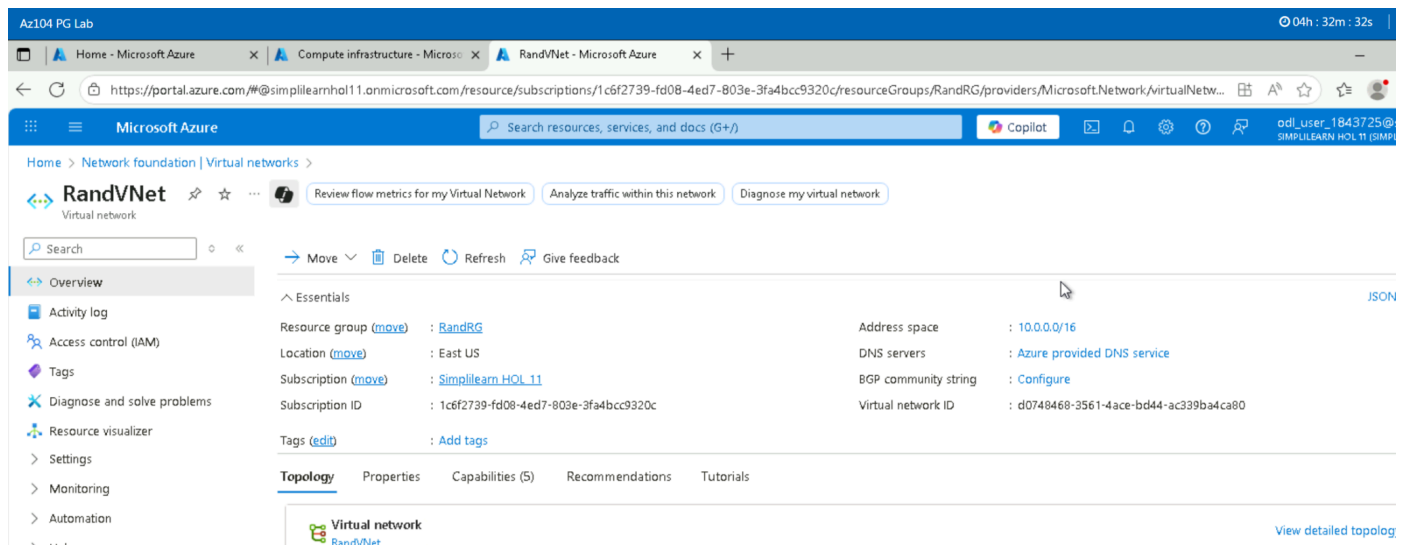 Az104 PG Lab 04h : 32m : 32s
Home - Microsoft Azure Compute infrastructure - Microso RandVNet - Microsoft Azure
https://portal.azure.com/#@simplilearnhol11.onmicrosoft.com/resource/subscriptions/1c6f2739-fd08-4ed7-803e-3fa4bcc9320c/resourceGroups/RandRG/providers/Microsoft.Network/virtualNetw...
Microsoft Azure Search resources, services, and docs (G+/) Copilot odl_user_1843725@
SIMPLILEARN HOL 11 (SIMPL
Home > Network foundation | Virtual networks >
RandVNet Review flow metrics for my Virtual Network Analyze traffic within this network Diagnose my virtual network
Virtual network
Search Move Delete Refresh Give feedback
Overview
Essentials JSON
Activity log
Resource group (move) : RandRG Address space : 10.0.0.0/16
Access control (IAM)
Location (move) : East US DNS servers : Azure provided DNS service
Tags
Subscription (move) : Simplilearn HOL 11 BGP community string : Configure
Diagnose and solve problems
Subscription ID : 1c6f2739-fd08-4ed7-803e-3fa4bcc9320c Virtual network ID : d0748468-3561-4ace-bd44-ac339ba4ca80
Resource visualizer
Tags (edit) : Add tags
Settings
Topology Properties Capabilities (5) Recommendations Tutorials
Monitoring
Automation
Virtual network
View detailed topology
RandVNet